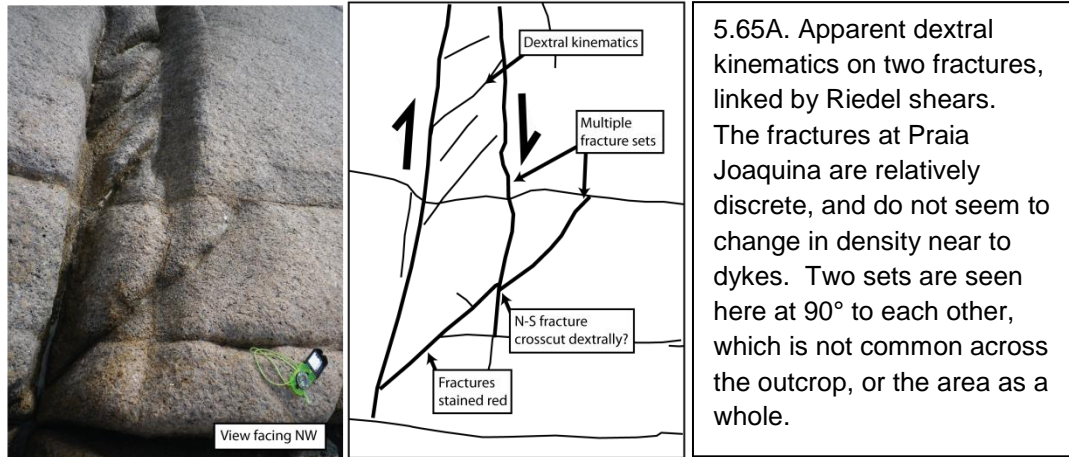 View facing NW
Dextral kinematics
Multiple
fracture sets
N-S fracture
crosscut dextrally?
Fractures
stained red
5.65A. Apparent dextral
kinematics on two fractures,
linked by Riedel shears.
The fractures at Praia
Joaquina are relatively
discrete, and do not seem to
change in density near to
dykes. Two sets are seen
here at 90° to each other,
which is not common across
the outcrop, or the area as a
whole.